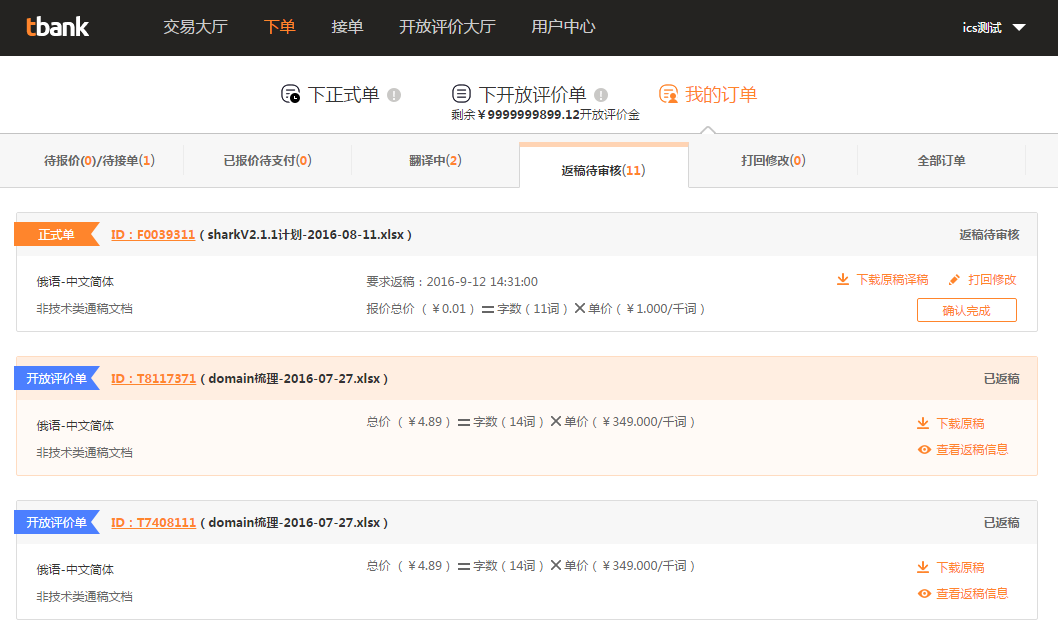 tbank 交易大厅 下单 接单 开放评价大厅 用户中心 ics测试
下正式单 下开放评价单 我的订单
剩余￥9999999899.12开放评价金
待报价(0)/待接单(1) 已报价待支付(0) 翻译中(2) 返稿待审核(11) 打回修改(0) 全部订单
正式单 ID：F0039311（sharkV2.1.1计划-2016-08-11.xlsx） 返稿待审核
俄语-中文简体 要求返稿：2016-9-12 14:31:00 下载原稿译稿 打回修改
非技术类通稿文档 报价总价（￥0.01）＝字数（11词）×单价（￥1.000/千词） 确认完成
开放评价单 ID：T8117371（domain梳理-2016-07-27.xlsx） 已返稿
俄语-中文简体 总价（￥4.89）＝字数（14词）×单价（￥349.000/千词） 下载原稿
非技术类通稿文档 查看返稿信息
开放评价单 ID：T7408111（domain梳理-2016-07-27.xlsx） 已返稿
俄语-中文简体 总价（￥4.89）＝字数（14词）×单价（￥349.000/千词） 下载原稿
非技术类通稿文档 查看返稿信息